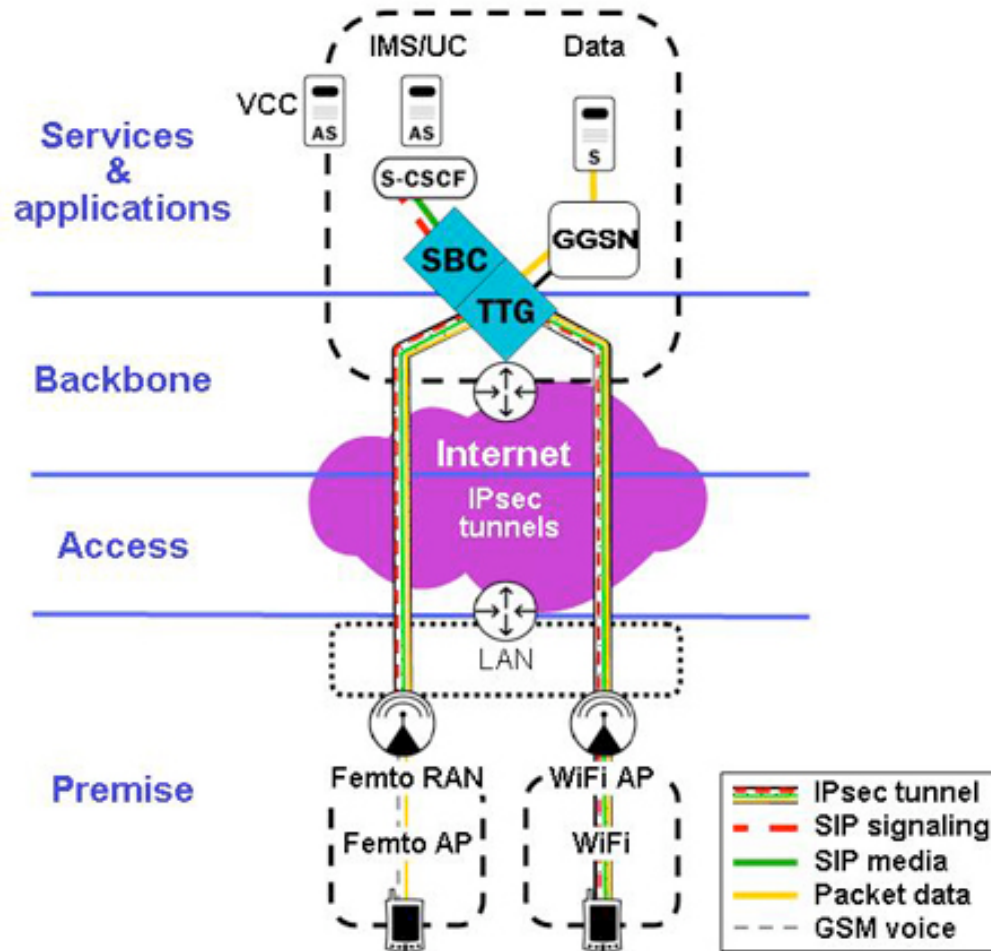 IMS/UC
Data
VCC
AS
AS
S
Services
&
applications
S-CSCF
SBC
GGSN
TTG
Backbone
Internet
IPsec
tunnels
Access
LAN
Premise
Femto RAN
WiFi AP
Femto AP
WiFi
IPsec tunnel
SIP signaling
SIP media
Packet data
GSM voice